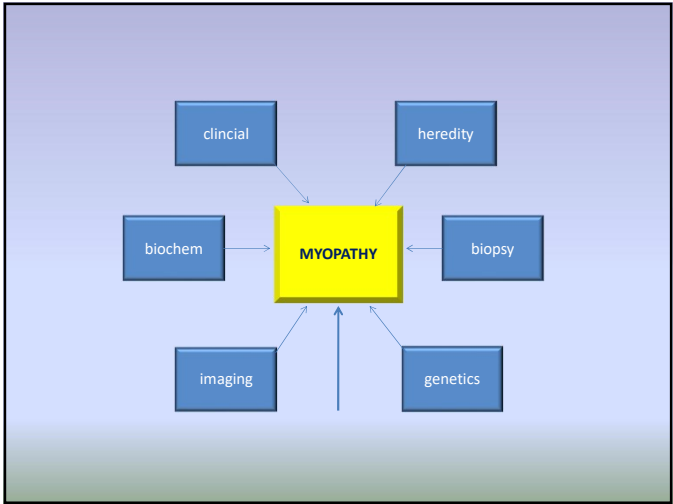 clincial
heredity
biochem
MYOPATHY
biopsy
imaging
genetics